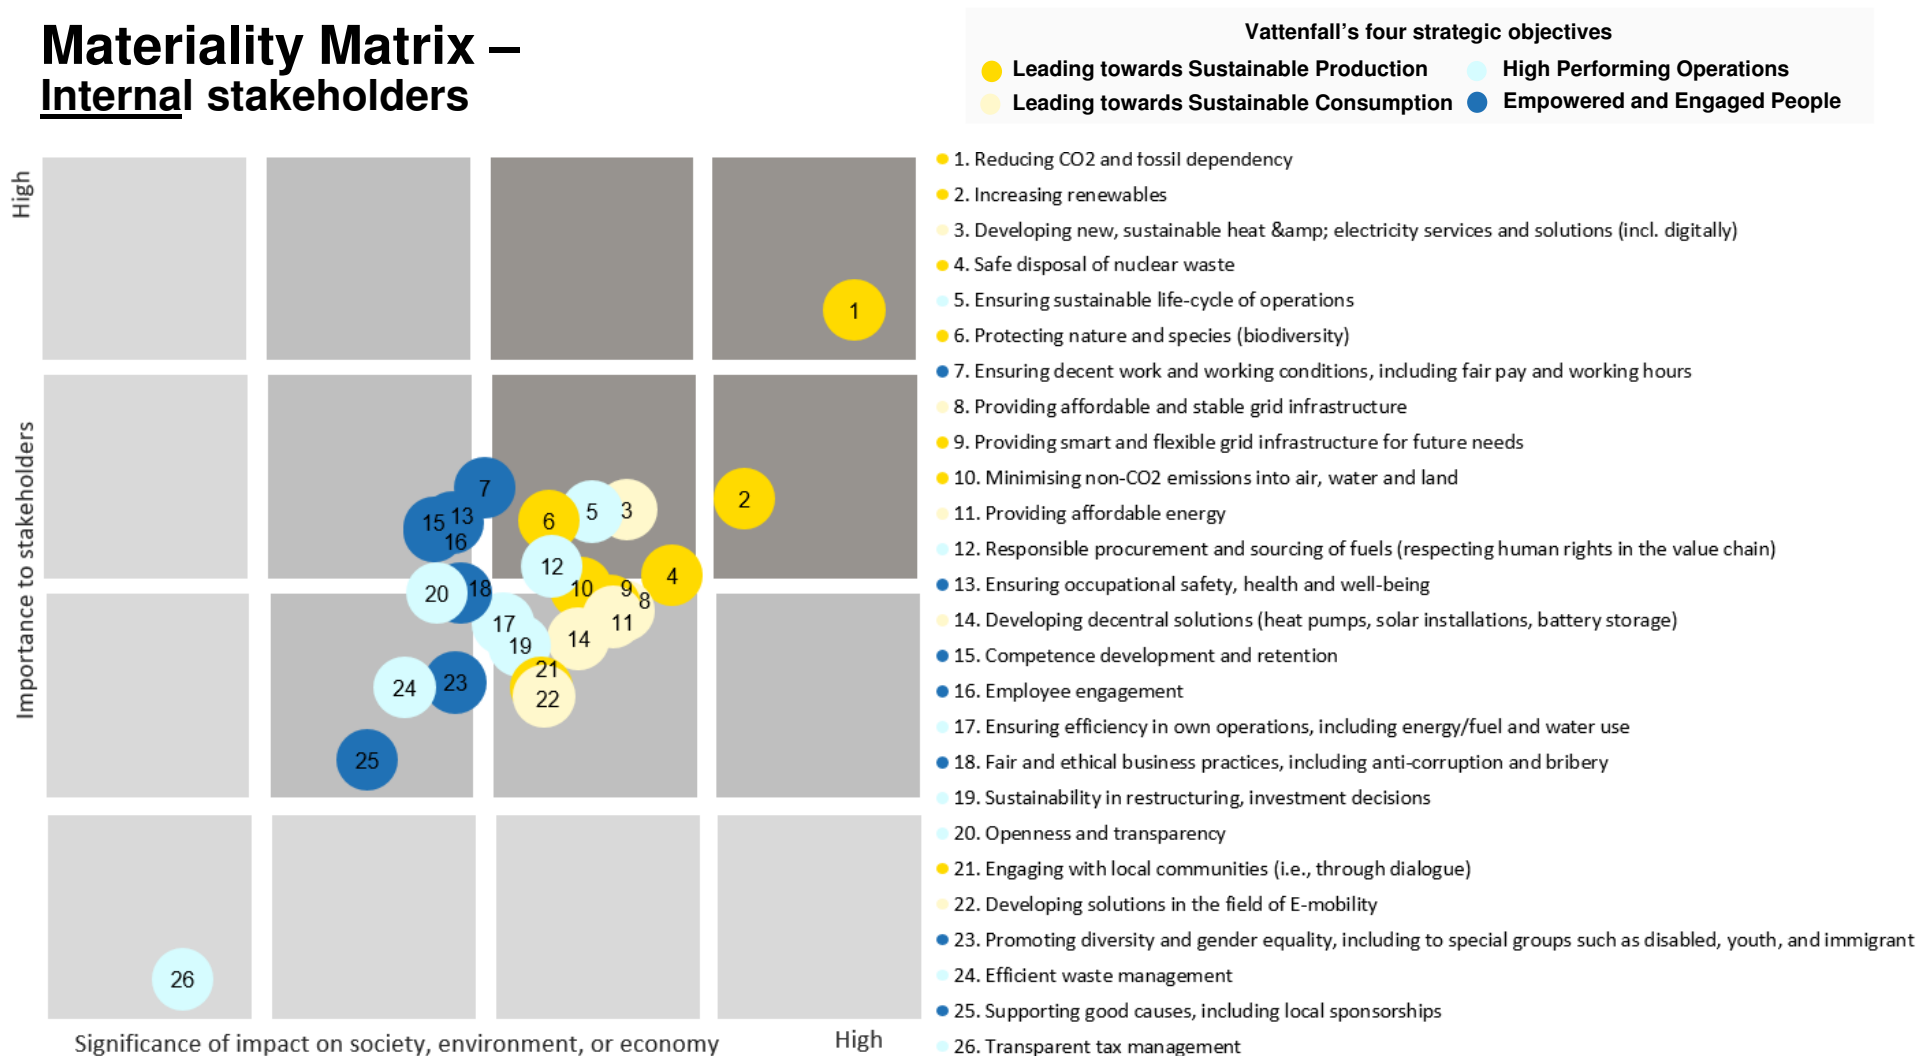 Materiality Matrix –
Internal stakeholders
Vattenfall's four strategic objectives
Leading towards Sustainable Production
High Performing Operations
Leading towards Sustainable Consumption
Empowered and Engaged People
High
Importance to stakeholders
1
2
7
5
3
6
15
13
16
12
4
10
9
8
20
18
17
11
19
14
21
22
24
23
25
26
Significance of impact on society, environment, or economy
High
1. Reducing CO2 and fossil dependency
2. Increasing renewables
3. Developing new, sustainable heat &amp; electricity services and solutions (incl. digitally)
4. Safe disposal of nuclear waste
5. Ensuring sustainable life-cycle of operations
6. Protecting nature and species (biodiversity)
7. Ensuring decent work and working conditions, including fair pay and working hours
8. Providing affordable and stable grid infrastructure
9. Providing smart and flexible grid infrastructure for future needs
10. Minimising non-CO2 emissions into air, water and land
11. Providing affordable energy
12. Responsible procurement and sourcing of fuels (respecting human rights in the value chain)
13. Ensuring occupational safety, health and well-being
14. Developing decentral solutions (heat pumps, solar installations, battery storage)
15. Competence development and retention
16. Employee engagement
17. Ensuring efficiency in own operations, including energy/fuel and water use
18. Fair and ethical business practices, including anti-corruption and bribery
19. Sustainability in restructuring, investment decisions
20. Openness and transparency
21. Engaging with local communities (i.e., through dialogue)
22. Developing solutions in the field of E-mobility
23. Promoting diversity and gender equality, including to special groups such as disabled, youth, and immigrant
24. Efficient waste management
25. Supporting good causes, including local sponsorships
26. Transparent tax management